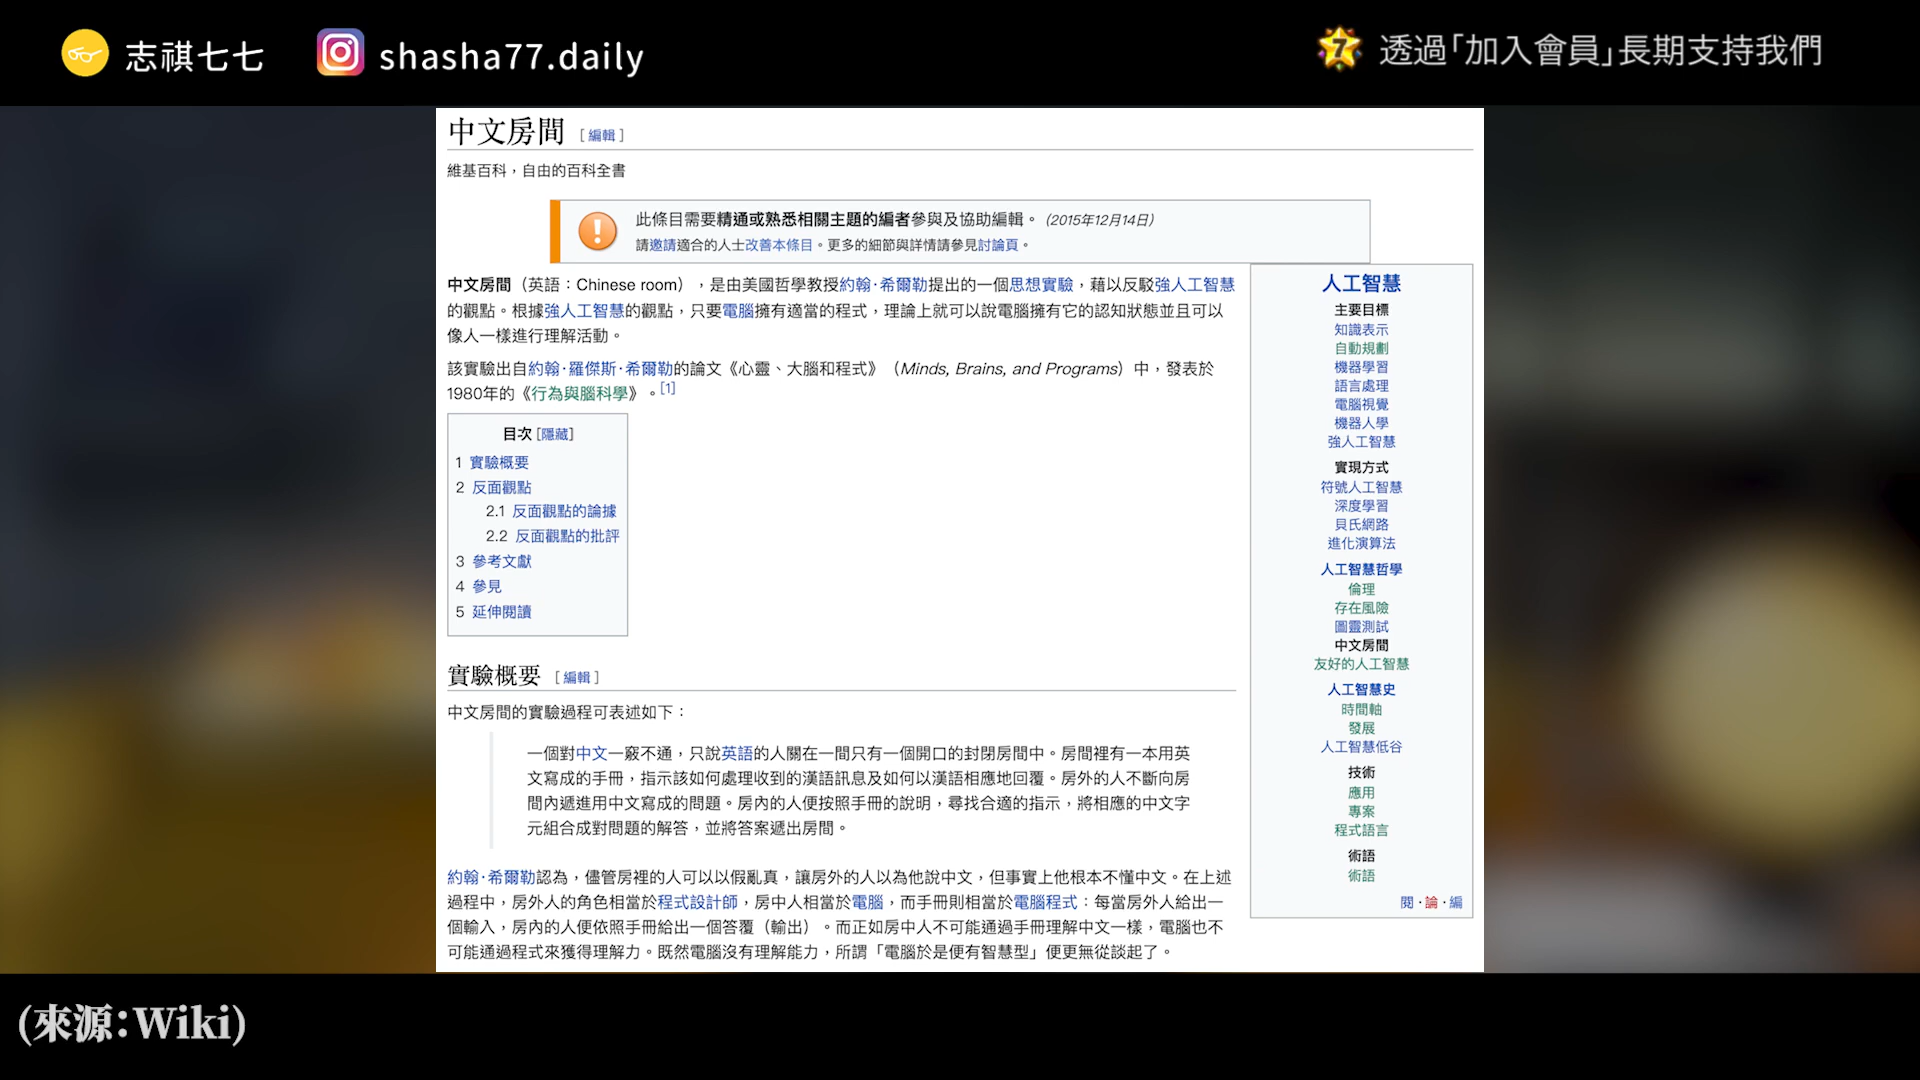 志祺七七
shasha77.daily
7
透過「加入會員」長期支持我們
中文房間 [編輯]
維基百科，自由的百科全書
此條目需要精通或熟悉相關主題的編者參與及協助編輯。 (2015年12月14日)
請邀請適合的人士改善本條目。更多的細節與詳情請參見討論頁。
中文房間（英語：Chinese room），是由美國哲學教授約翰·希爾勒提出的一個思想實驗，藉以反駁強人工智慧
的觀點。根據強人工智慧的觀點，只要電腦擁有適當的程式，理論上就可以說電腦擁有它的認知狀態並且可以
像人一樣進行理解活動。
該實驗出自約翰·羅傑斯·希爾勒的論文《心靈、大腦和程式》（Minds, Brains, and Programs）中，發表於
1980年的《行為與腦科學》。[1]
目次 [隱藏]
1 實驗概要
2 反面觀點
2.1 反面觀點的論據
2.2 反面觀點的批評
3 參考文獻
4 參見
5 延伸閱讀
實驗概要 [編輯]
中文房間的實驗過程可表述如下：
一個對中文一竅不通，只說英語的人關在一間只有一個開口的封閉房間中。房間裡有一本用英
文寫成的手冊，指示該如何處理收到的漢語訊息及如何以漢語相應地回覆。房外的人不斷向房
間內遞進用中文寫成的問題。房內的人便按照手冊的說明，尋找合適的指示，將相應的中文字
元組合成對問題的解答，並將答案遞出房間。
約翰·希爾勒認為，儘管房裡的人可以以假亂真，讓房外的人以為他說中文，但事實上他根本不懂中文。在上述
過程中，房外人的角色相當於程式設計師，房中人相當於電腦，而手冊則相當於電腦程式：每當房外人給出一
個輸入，房內的人便依照手冊給出一個答覆（輸出）。而正如房中人不可能通過手冊理解中文一樣，電腦也不
可能通過程式來獲得理解力。既然電腦沒有理解能力，所謂「電腦於是便有智慧型」便更無從談起了。
人工智慧
主要目標
知識表示
自動規劃
機器學習
語言處理
電腦視覺
機器人學
強人工智慧
實現方式
符號人工智慧
深度學習
貝氏網路
進化演算法
人工智慧哲學
倫理
存在風險
圖靈測試
中文房間
友好的人工智慧
人工智慧史
時間軸
發展
人工智慧低谷
技術
應用
專案
程式語言
術語
術語
閱·論·編
(來源:Wiki)